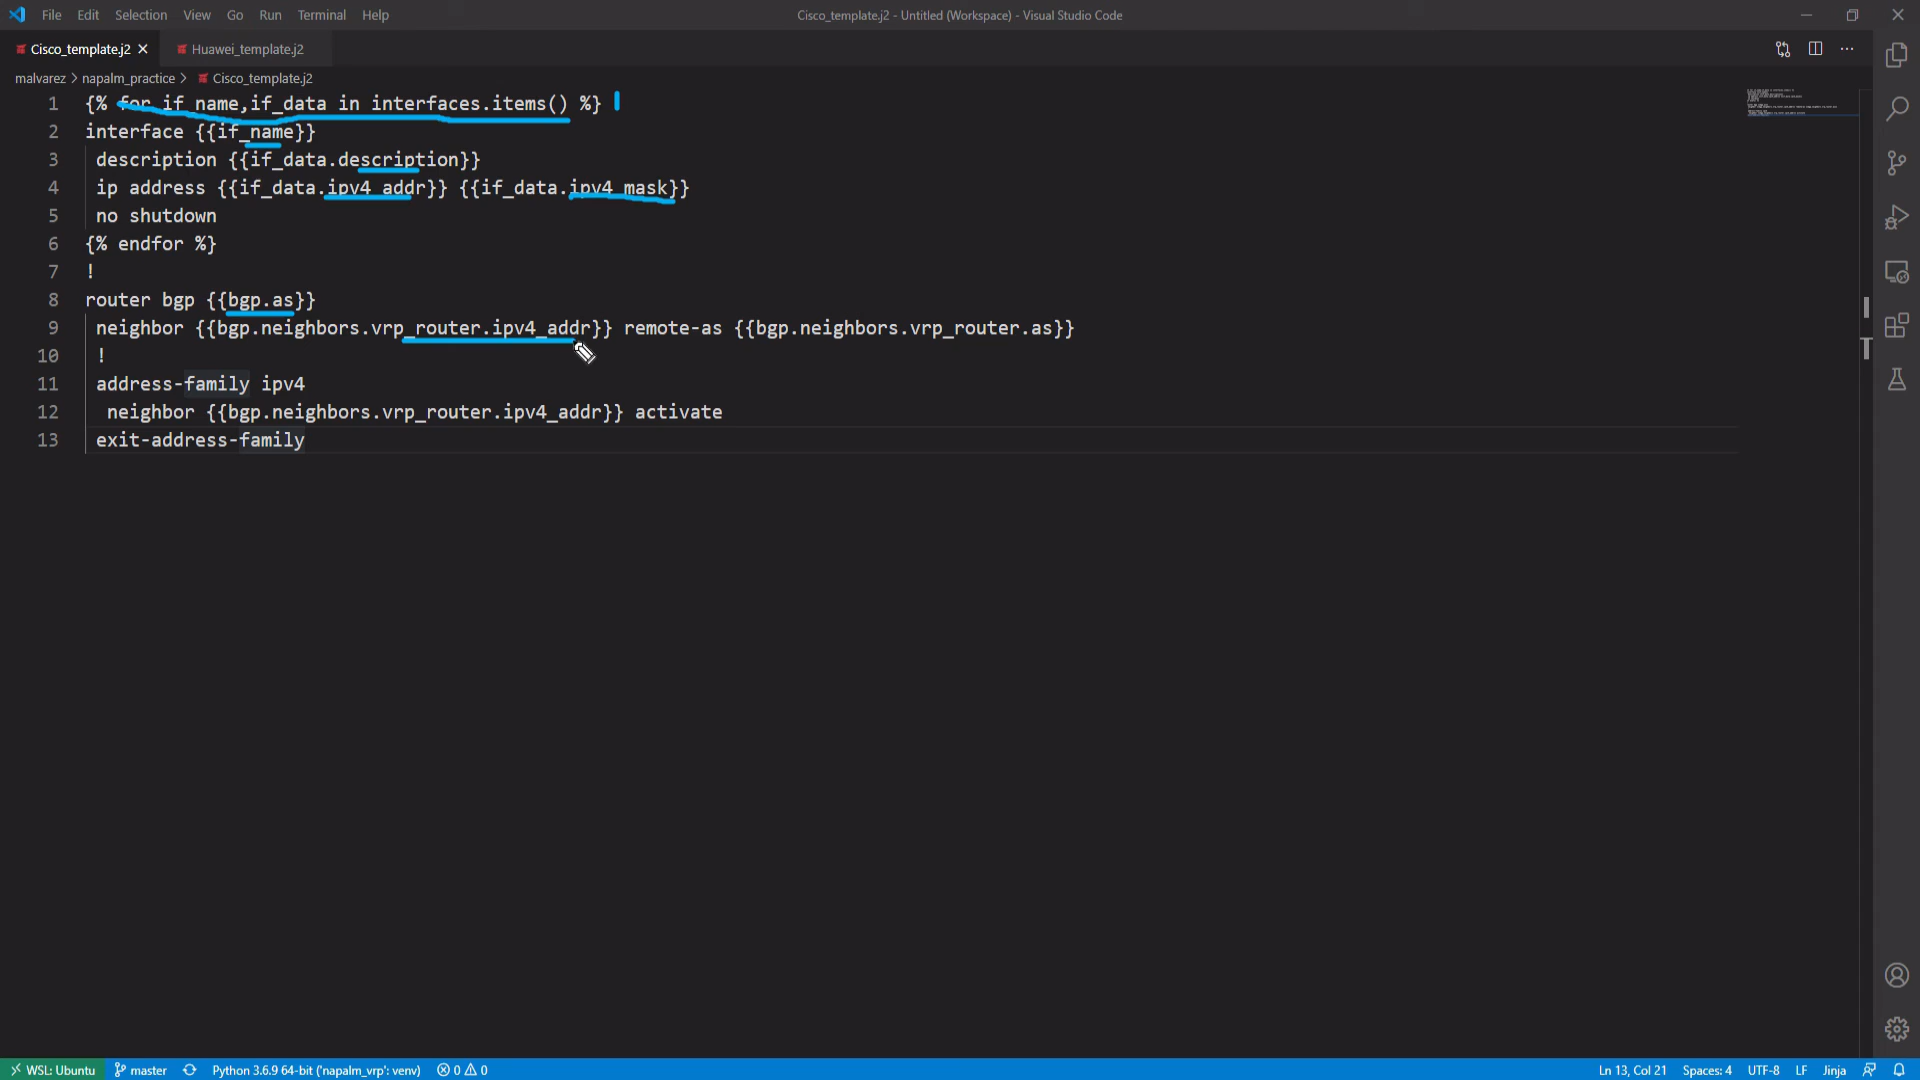 File Edit Selection View Go Run Terminal Help
Cisco_template.j2 - Untitled (Workspace) - Visual Studio Code
Cisco_template.j2 Huawei_template.j2
malvarez > napalm_practice > Cisco_template.j2
1 {% for if_name,if_data in interfaces.items() %}
2 interface {{if_name}}
3 description {{if_data.description}}
4 ip address {{if_data.ipv4_addr}} {{if_data.ipv4_mask}}
5 no shutdown
6 {% endfor %}
7 !
8 router bgp {{bgp.as}}
9 neighbor {{bgp.neighbors.vrp_router.ipv4_addr}} remote-as {{bgp.neighbors.vrp_router.as}}
10 !
11 address-family ipv4
12 neighbor {{bgp.neighbors.vrp_router.ipv4_addr}} activate
13 exit-address-family
WSL: Ubuntu master Python 3.6.9 64-bit ('napalm_vrp': venv) 0 0 Ln 13, Col 21 Spaces: 4 UTF-8 LF Jinja